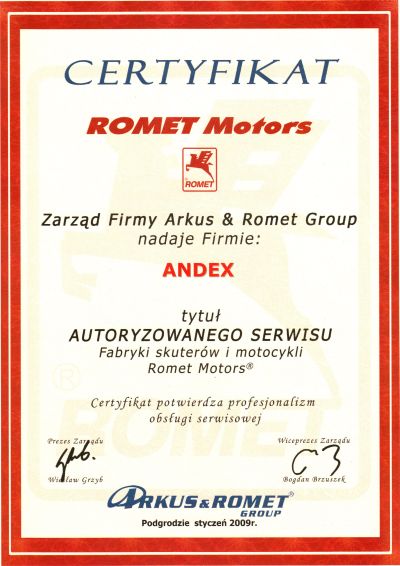 CERTYFIKAT
ROMET Motors
ROMET
Zarząd Firmy Arkus & Romet Group
nadaje Firmie:
ANDEX
tytuł
AUTORYZOWANEGO SERWISU
Fabryki skuterów i motocykli
Romet Motors®
Certyfikat potwierdza profesjonalizm
obsługi serwisowej
Prezes Zarządu
Wiceprezes Zarządu
Wiesław Grzyb
Bogdan Brzuszek
ARKUS & ROMET®
GROUP
Podgrodzie styczeń 2009r.
® ROMET